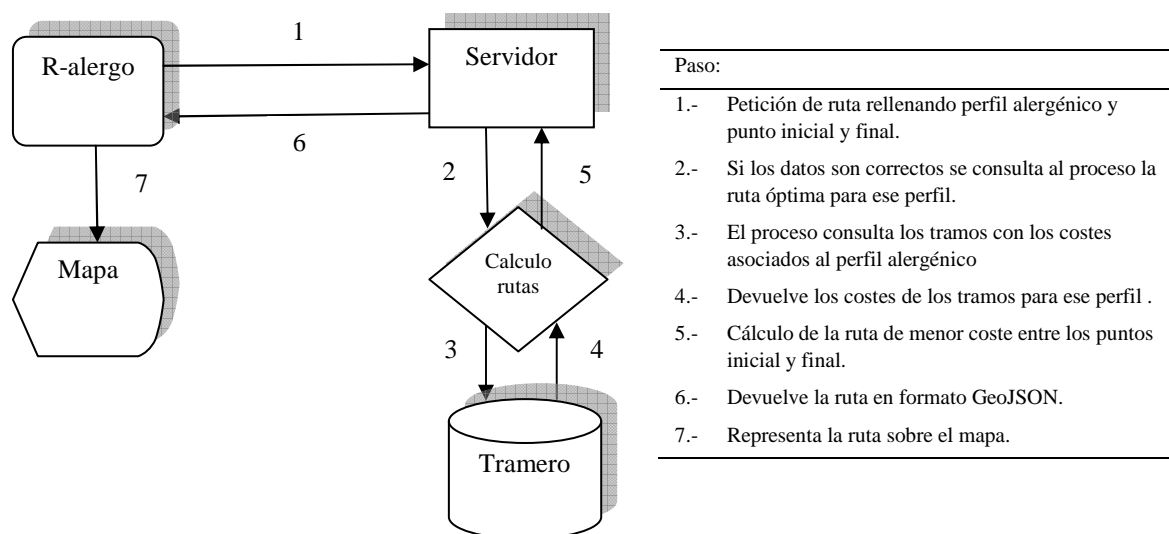 R-alergo
1
Servidor
6
7
2
5
Mapa
Calculo
rutas
3
4
Tramero
Paso:
1.- Petición de ruta rellenando perfil alergénico y
punto inicial y final.
2.- Si los datos son correctos se consulta al proceso la
ruta óptima para ese perfil.
3.- El proceso consulta los tramos con los costes
asociados al perfil alergénico
4.- Devuelve los costes de los tramos para ese perfil .
5.- Cálculo de la ruta de menor coste entre los puntos
inicial y final.
6.- Devuelve la ruta en formato GeoJSON.
7.- Representa la ruta sobre el mapa.